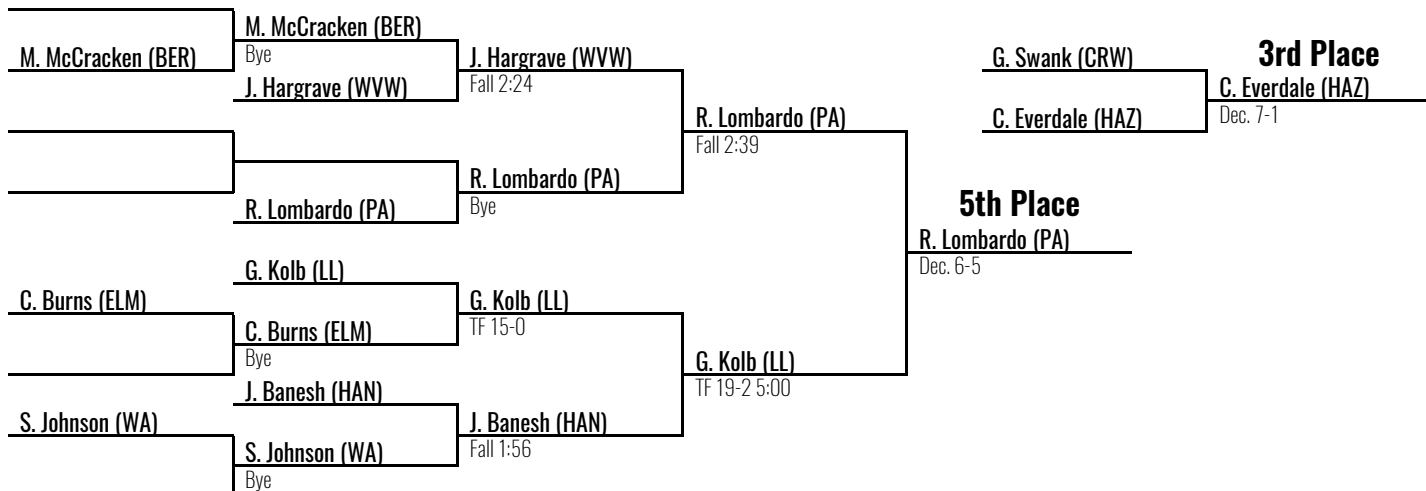 M. McCracken (BER)
M. McCracken (BER)
Bye
J. Hargrave (WVW)
J. Hargrave (WVW)
Fall 2:24
R. Lombardo (PA)
R. Lombardo (PA)
Bye
R. Lombardo (PA)
Fall 2:39
G. Kolb (LL)
C. Burns (ELM)
C. Burns (ELM)
Bye
G. Kolb (LL)
TF 15-0
J. Banesh (HAN)
S. Johnson (WA)
S. Johnson (WA)
Bye
J. Banesh (HAN)
Fall 1:56
G. Kolb (LL)
TF 19-2 5:00
5th Place
R. Lombardo (PA)
Dec. 6-5
G. Swank (CRW)
C. Everdale (HAZ)
3rd Place
C. Everdale (HAZ)
Dec. 7-1